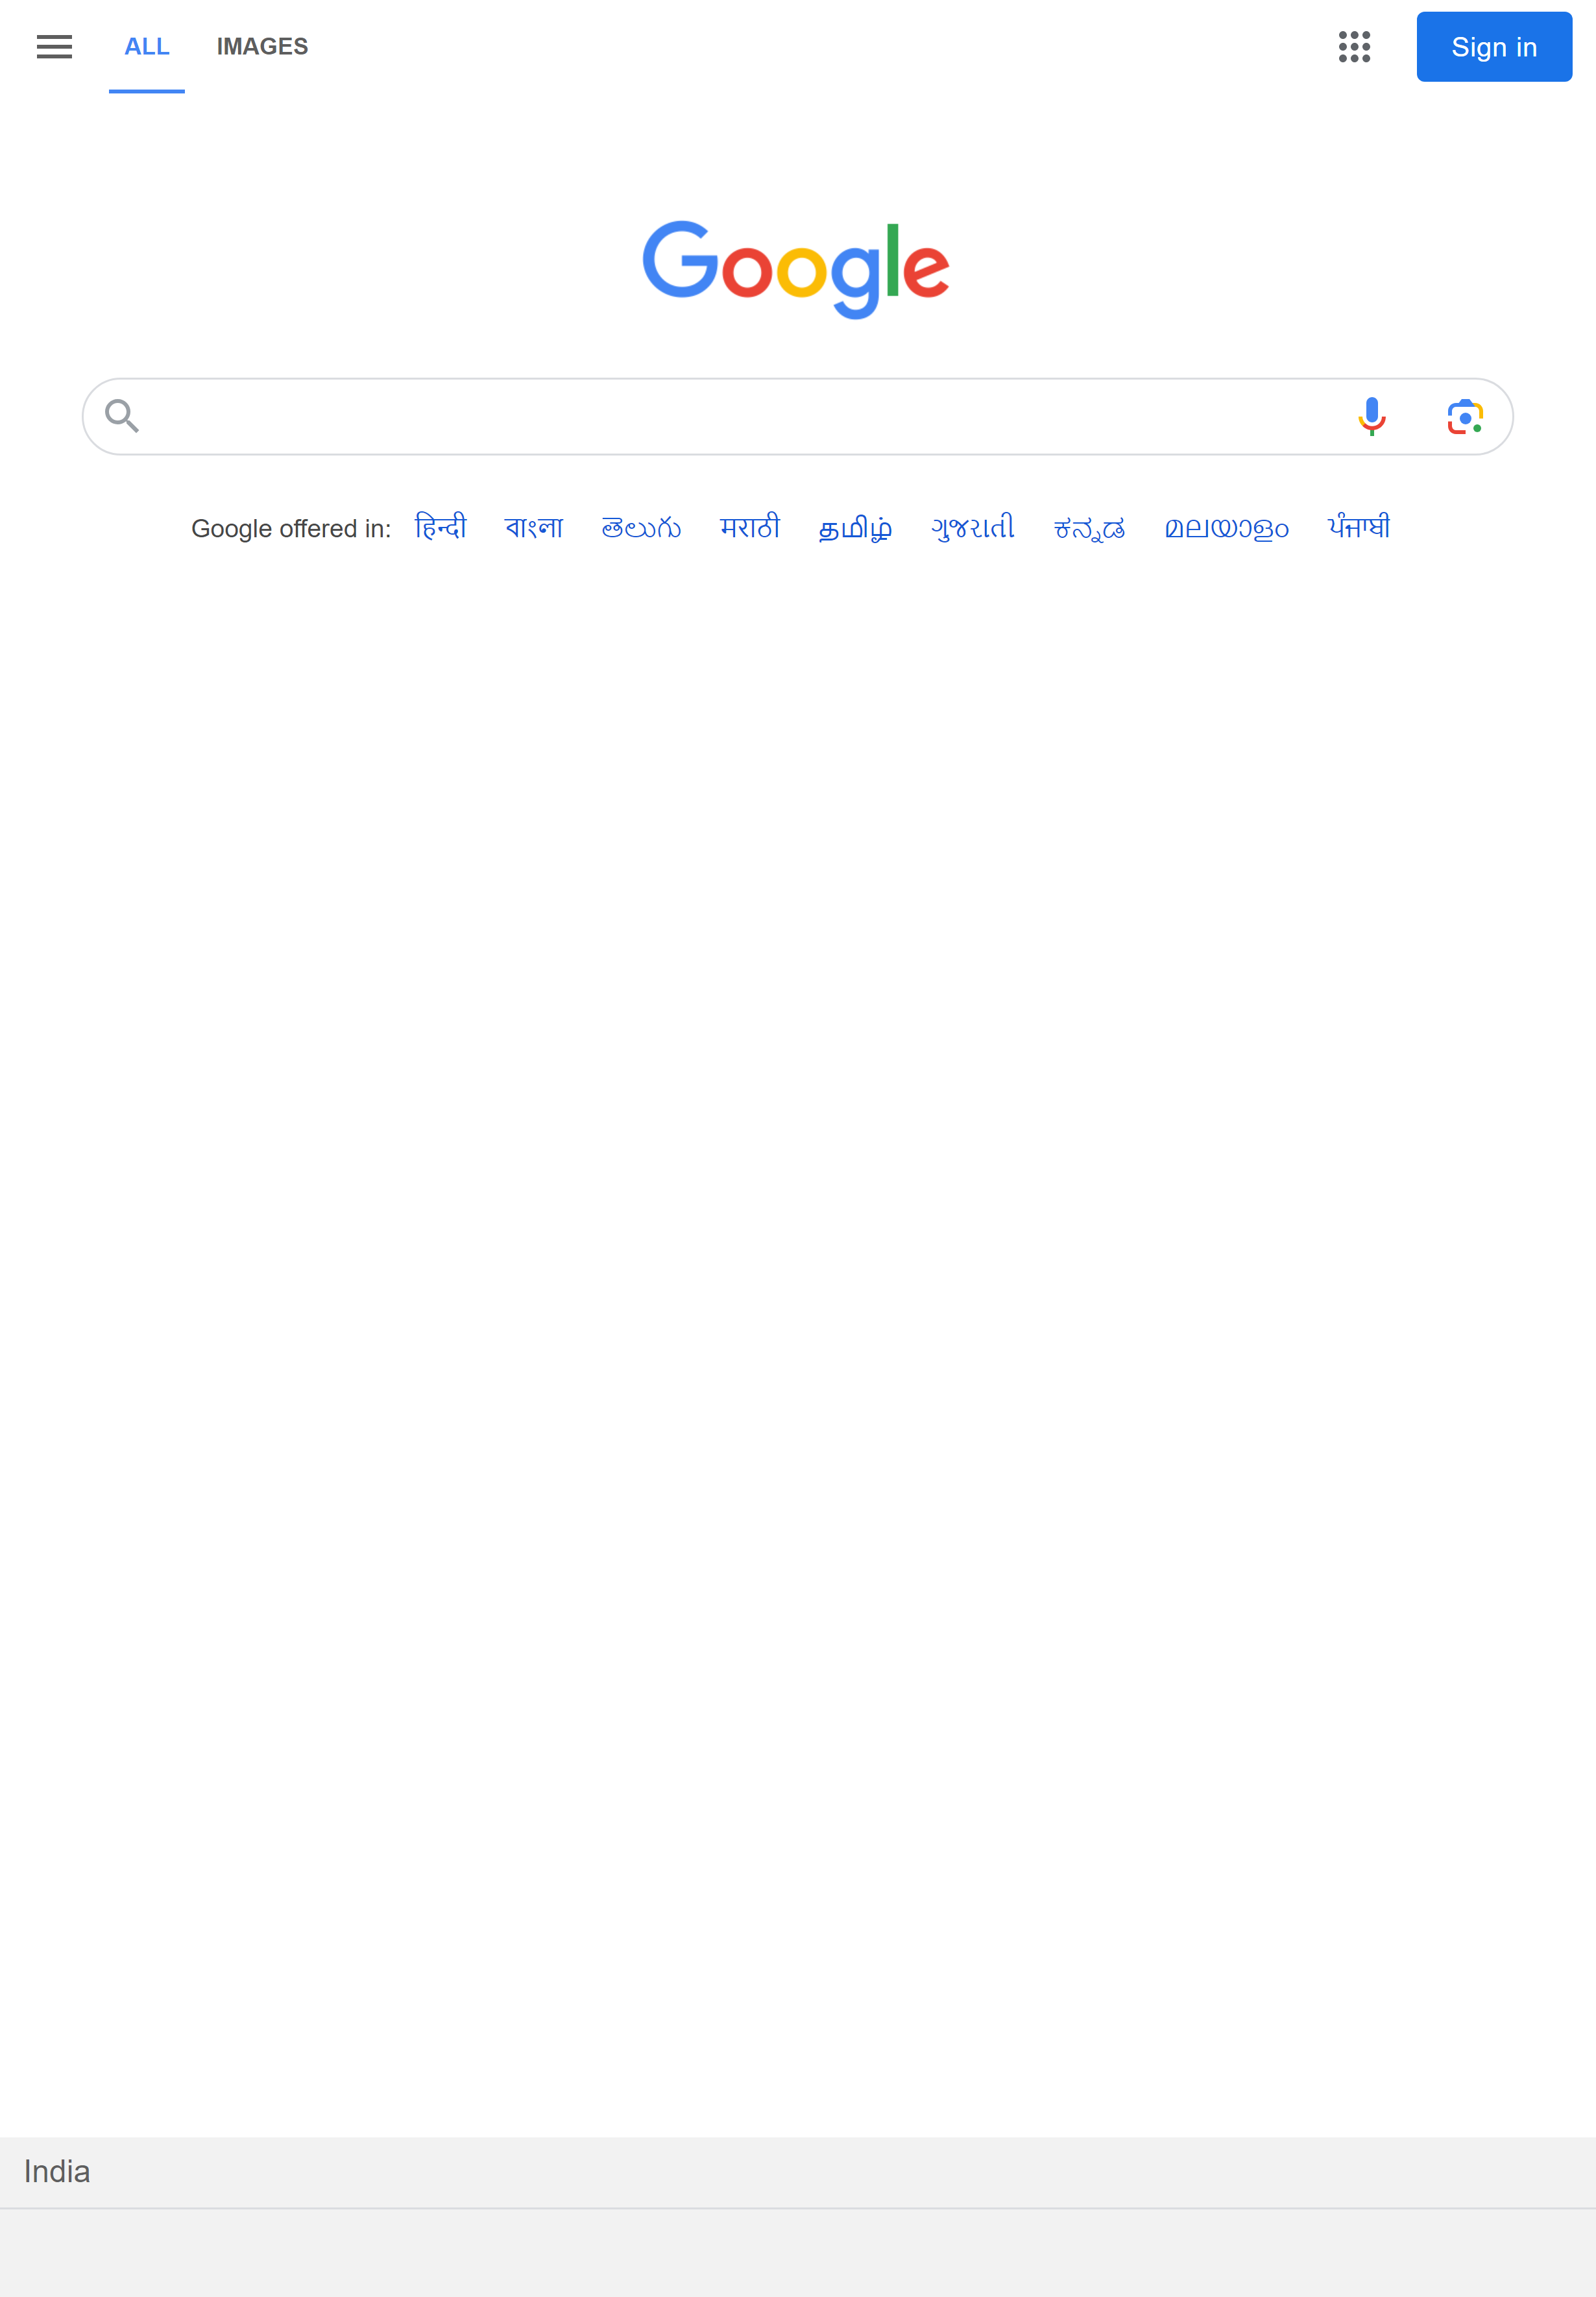 ALL IMAGES Sign in
Google
Google offered in: हिन्दी বাংলা తెలుగు मराठी தமிழ் ગુજરાતી ಕನ್ನಡ മലയാളം ਪੰਜਾਬੀ
India